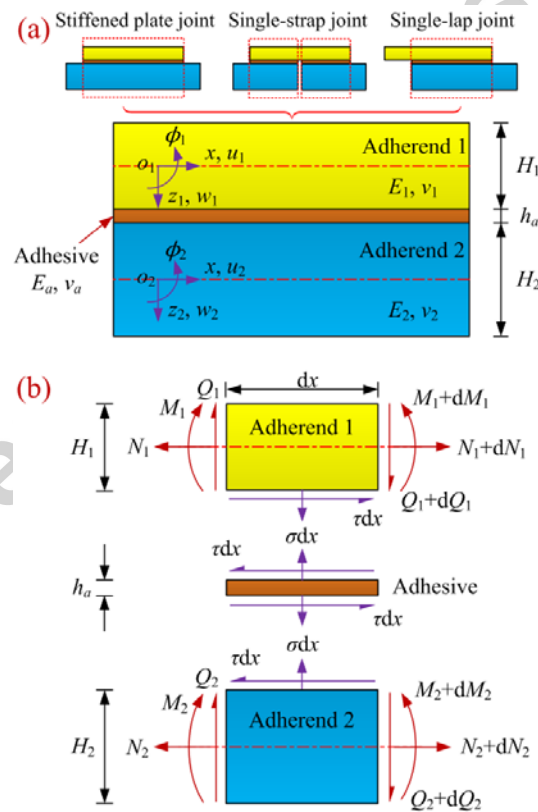 (a)
Stiffened plate joint
Single-strap joint
Single-lap joint
ϕ₁
o₁
x, u₁
z₁, w₁
Adherend 1
E₁, ν₁
H₁
hₐ
Adhesive
Eₐ, νₐ
ϕ₂
o₂
x, u₂
z₂, w₂
Adherend 2
E₂, ν₂
H₂
(b)
dx
Q₁
M₁
N₁
H₁
Adherend 1
M₁+dM₁
N₁+dN₁
Q₁+dQ₁
τdx
σdx
τdx
hₐ
Adhesive
τdx
σdx
τdx
Q₂
M₂
N₂
H₂
Adherend 2
M₂+dM₂
N₂+dN₂
Q₂+dQ₂